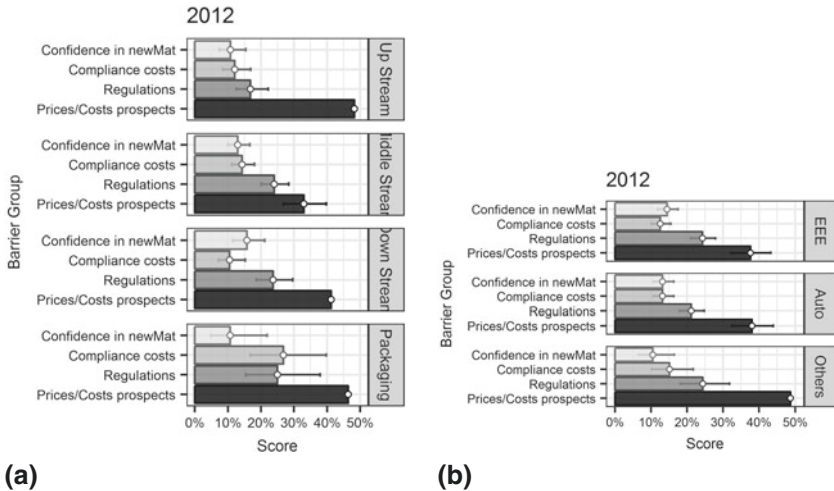 2012
Barrier Group
Confidence in newMat
Compliance costs
Regulations
Prices/Costs prospects
Up Stream
Confidence in newMat
Compliance costs
Regulations
Prices/Costs prospects
iddle Strear
Confidence in newMat
Compliance costs
Regulations
Prices/Costs prospects
Down Stream
Confidence in newMat
Compliance costs
Regulations
Prices/Costs prospects
Packaging
0% 10% 20% 30% 40% 50%
Score
(a)
2012
Barrier Group
Confidence in newMat
Compliance costs
Regulations
Prices/Costs prospects
EEE
Confidence in newMat
Compliance costs
Regulations
Prices/Costs prospects
Auto
Confidence in newMat
Compliance costs
Regulations
Prices/Costs prospects
Others
0% 10% 20% 30% 40% 50%
Score
(b)